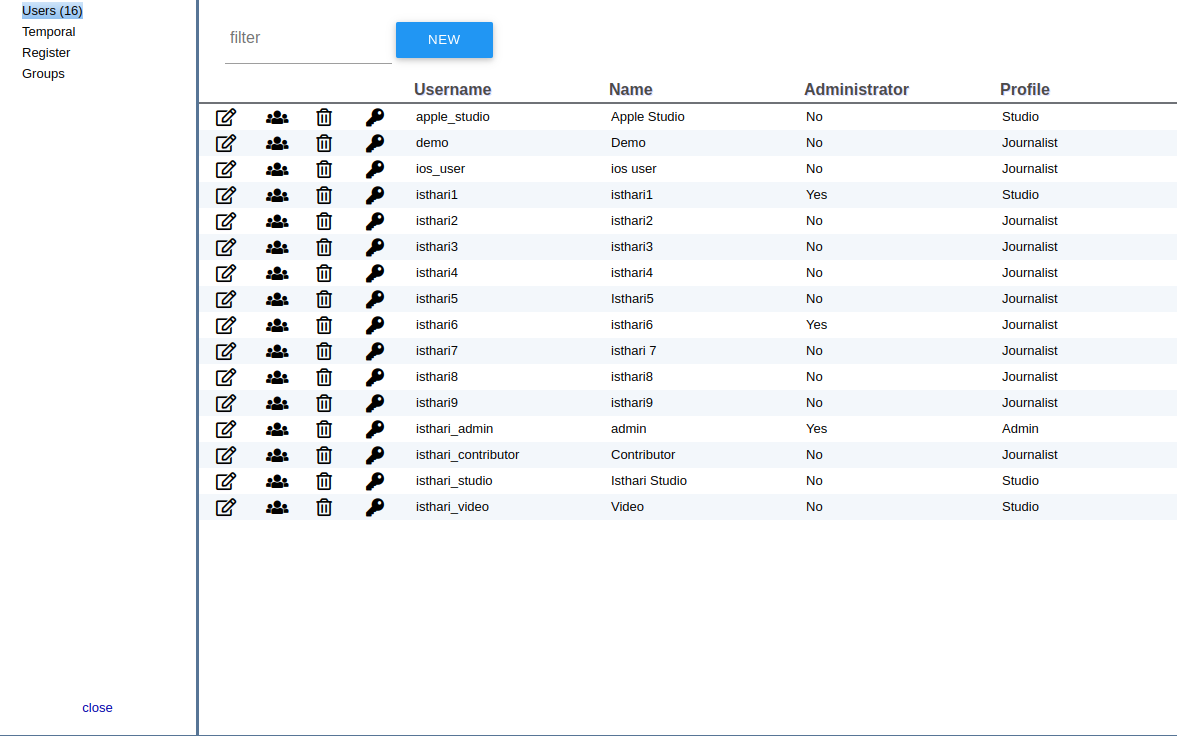 Users (16)
Temporal
Register
Groups
close
filter NEW
Username Name Administrator Profile
apple_studio Apple Studio No Studio
demo Demo No Journalist
ios_user ios user No Journalist
isthari1 isthari1 Yes Studio
isthari2 isthari2 No Journalist
isthari3 isthari3 No Journalist
isthari4 isthari4 No Journalist
isthari5 Isthari5 No Journalist
isthari6 isthari6 Yes Journalist
isthari7 isthari 7 No Journalist
isthari8 isthari8 No Journalist
isthari9 isthari9 No Journalist
isthari_admin admin Yes Admin
isthari_contributor Contributor No Journalist
isthari_studio Isthari Studio No Studio
isthari_video Video No Studio